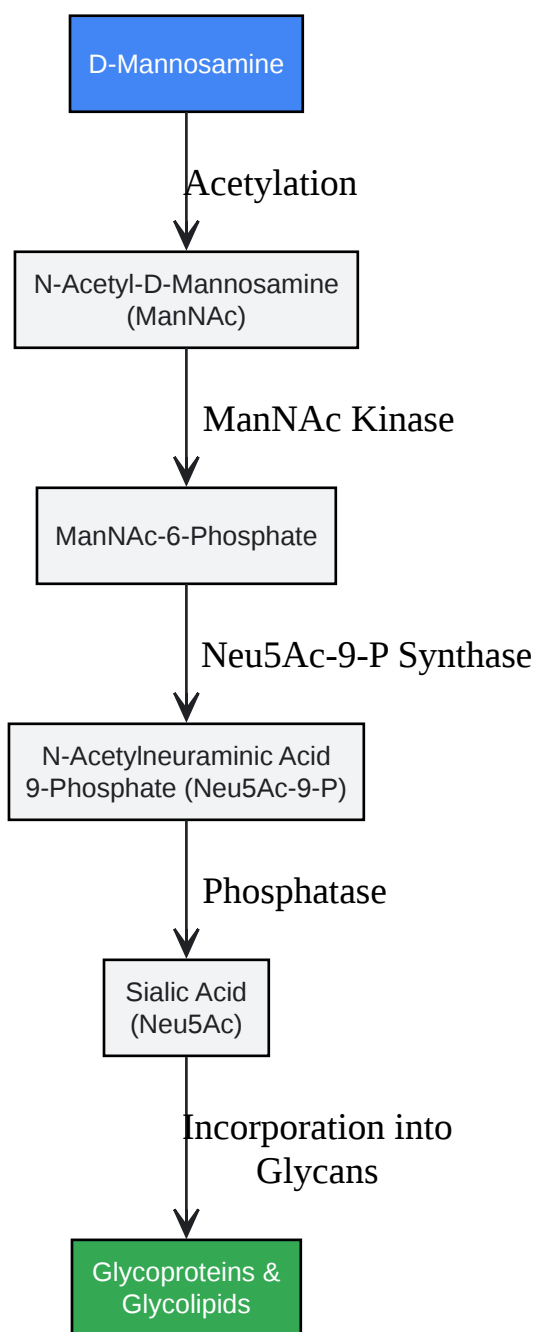 D-Mannosamine
Acetylation
N-Acetyl-D-Mannosamine
(ManNAc)
ManNAc Kinase
ManNAc-6-Phosphate
Neu5Ac-9-P Synthase
N-Acetylneuraminic Acid
9-Phosphate (Neu5Ac-9-P)
Phosphatase
Sialic Acid
(Neu5Ac)
Incorporation into
Glycans
Glycoproteins &
Glycolipids